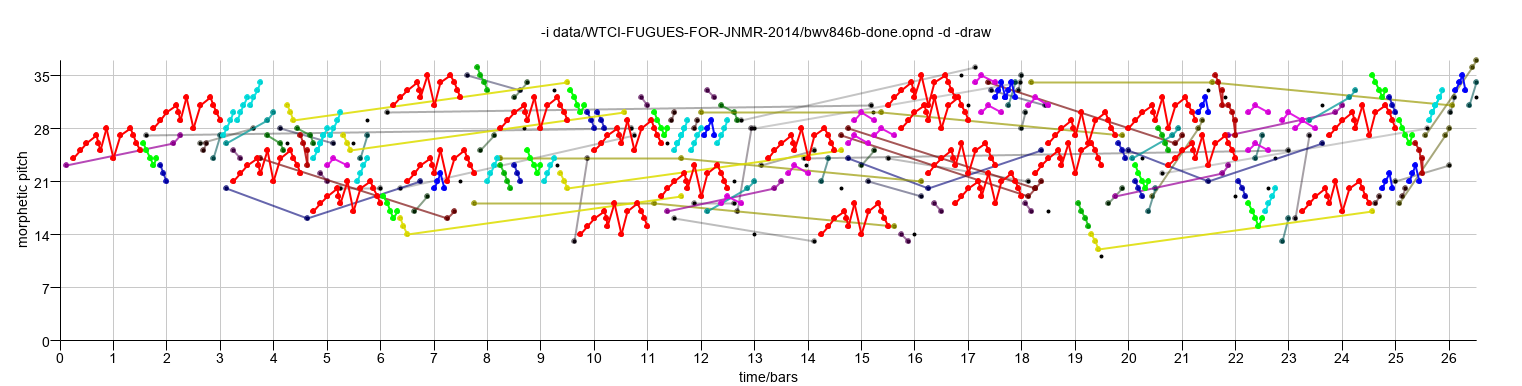 -i data/WTCI-FUGUES-FOR-JNMR-2014/bwv846b-done.opnd -d -draw
35
28
21
14
7
0
morphetic pitch
0 1 2 3 4 5 6 7 8 9 10 11 12 13 14 15 16 17 18 19 20 21 22 23 24 25 26
time/bars